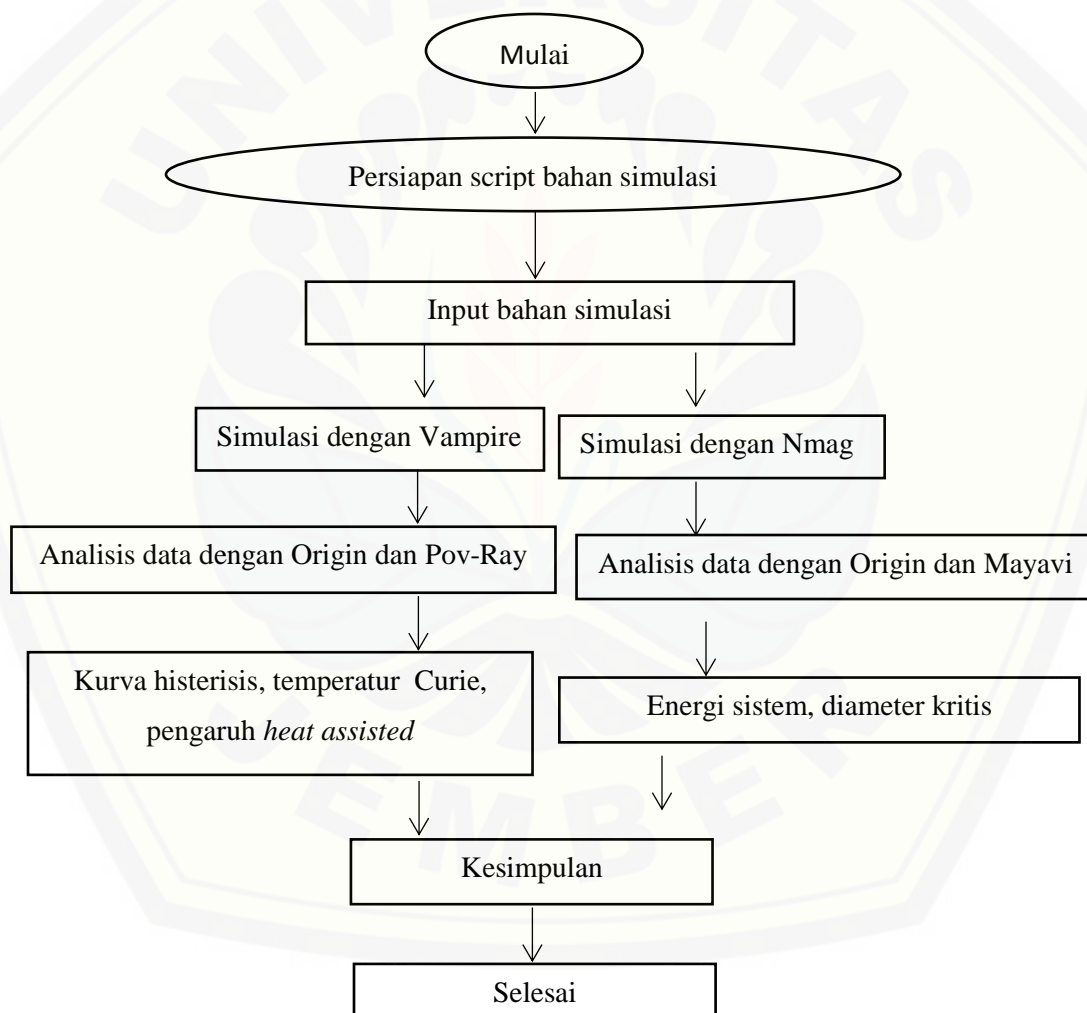 UNIVERSITAS
Mulai
Persiapan script bahan simulasi
Input bahan simulasi
Simulasi dengan Vampire
Simulasi dengan Nmag
Analisis data dengan Origin dan Pov-Ray
Analisis data dengan Origin dan Mayavi
Kurva histerisis, temperatur Curie,
pengaruh heat assisted
Energi sistem, diameter kritis
Kesimpulan
Selesai
JEMBER